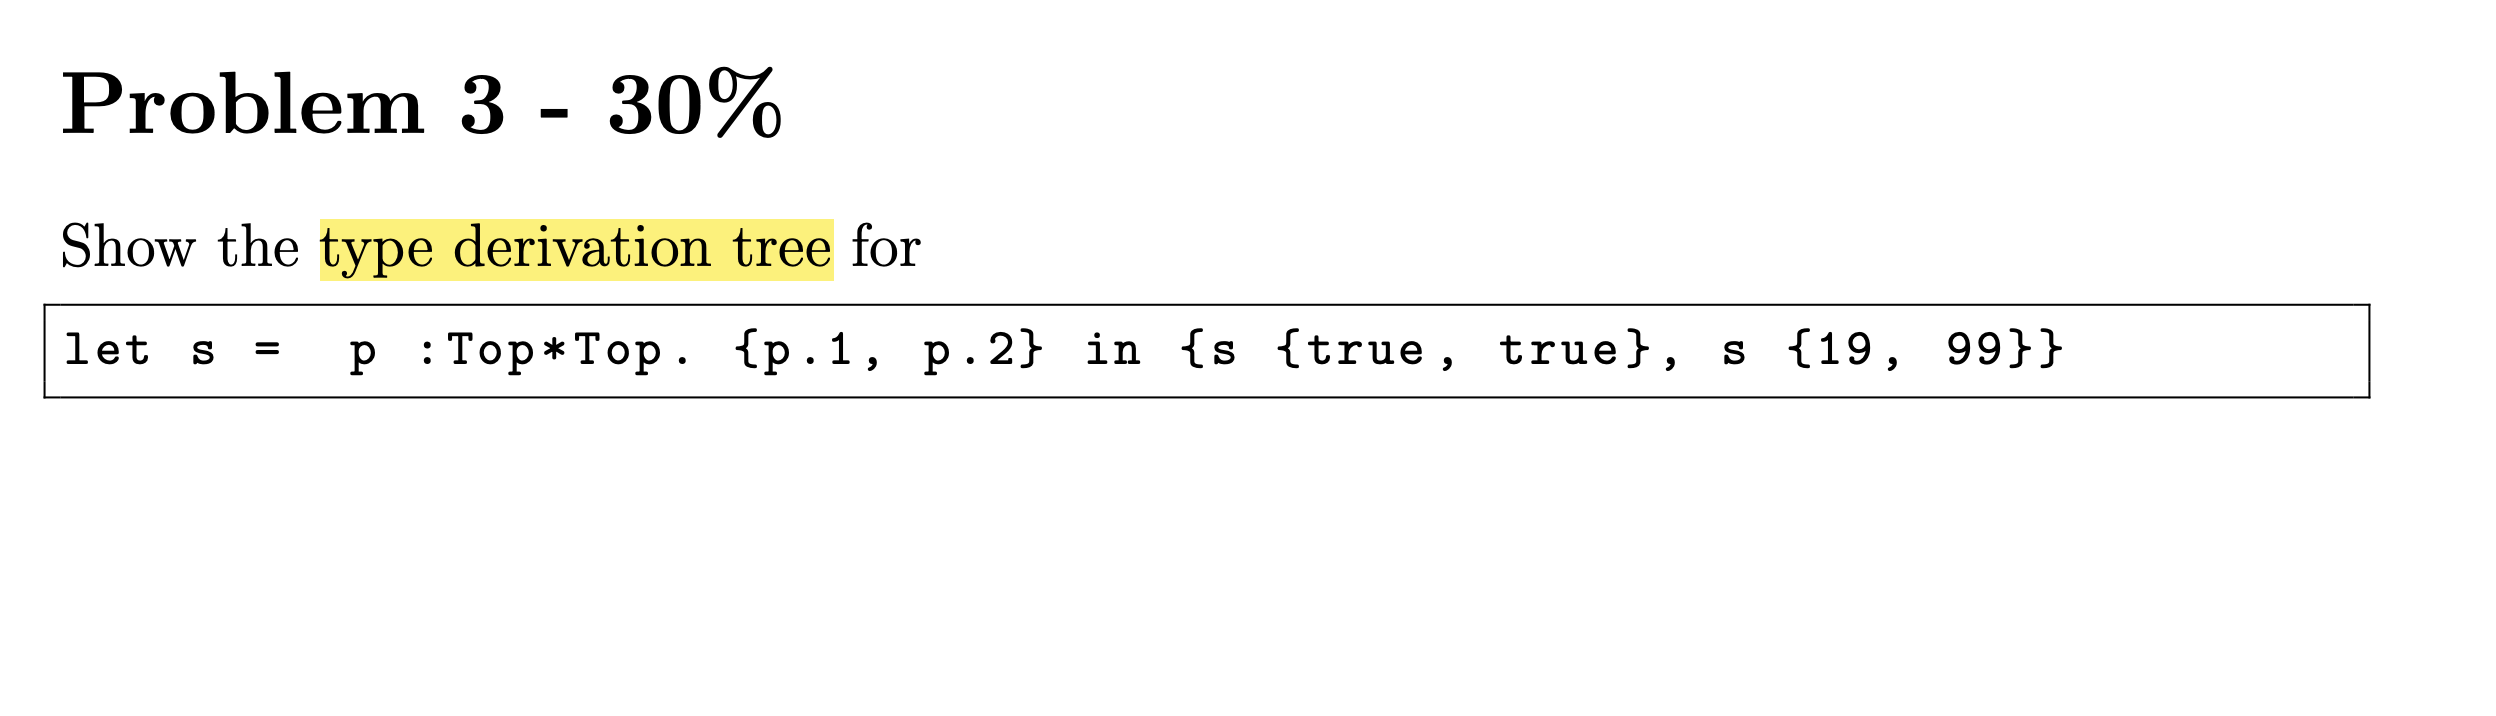 Problem 3 - 30%
Show the type derivation tree for
let s =  p :Top*Top. {p.1, p.2} in {s {true, true}, s {19, 99}}